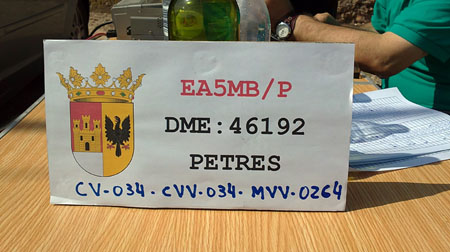 EA5MB/P
DME:46192
PETRES
CV-034 · CVV-034 · MVV-0264